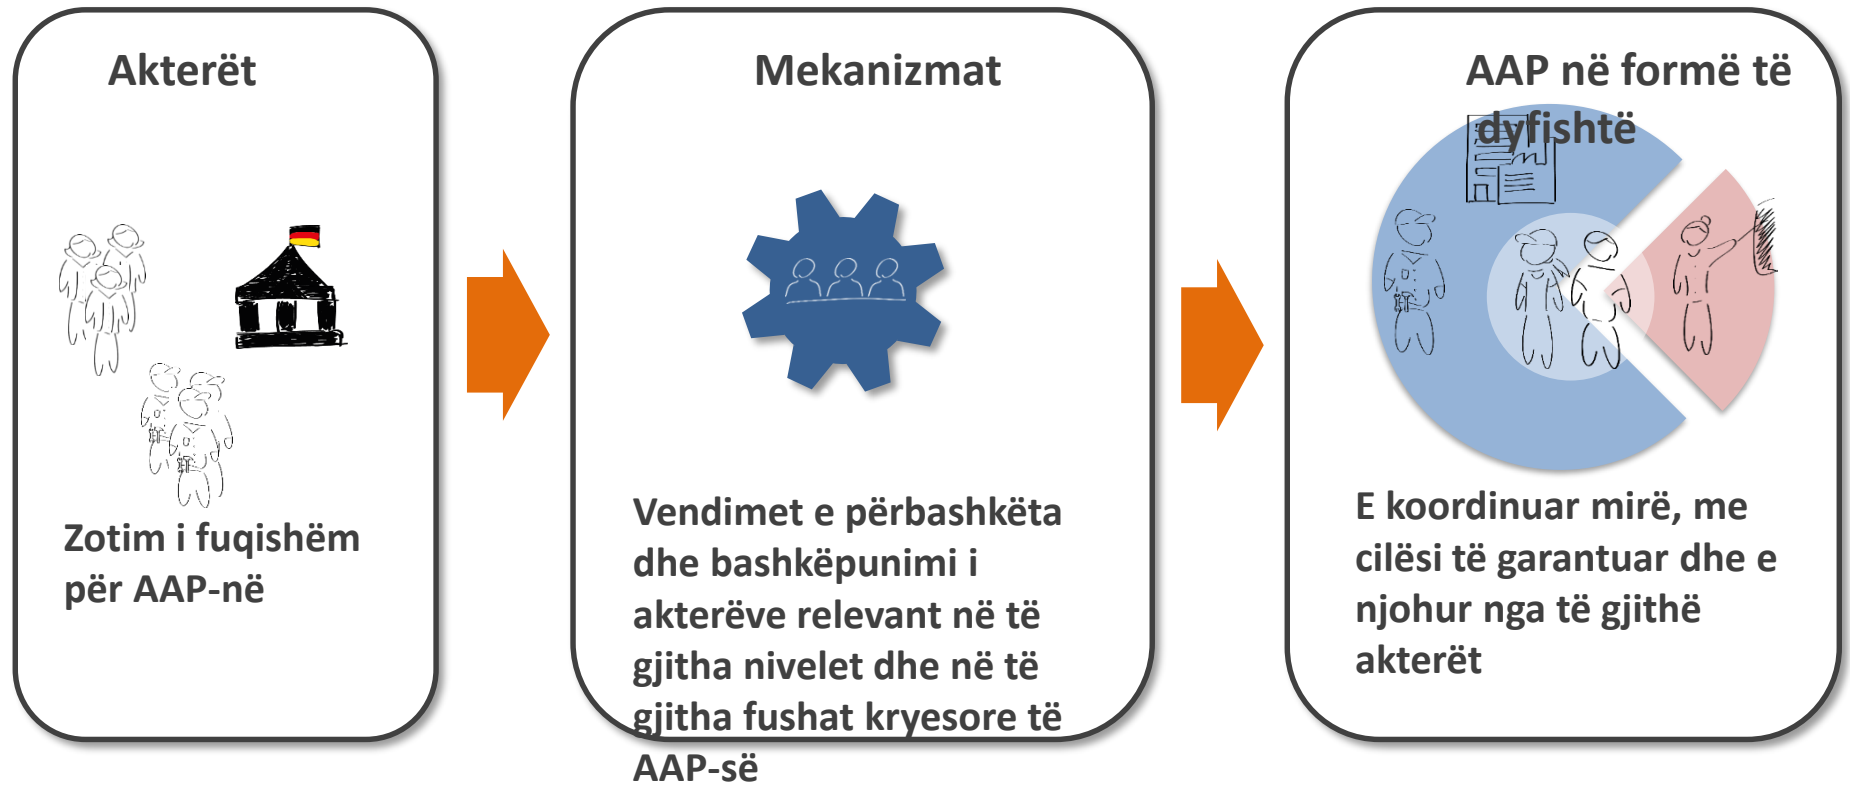 Akterët
Zotim i fuqishëm
për AAP-në
Mekanizmat
Vendimet e përbashkëta
dhe bashkëpunimi i
akterëve relevant në të
gjitha nivelet dhe në të
gjitha fushat kryesore të
AAP-së
AAP në formë të
dyfishtë
E koordinuar mirë, me
cilësi të garantuar dhe e
njohur nga të gjithë
akterët